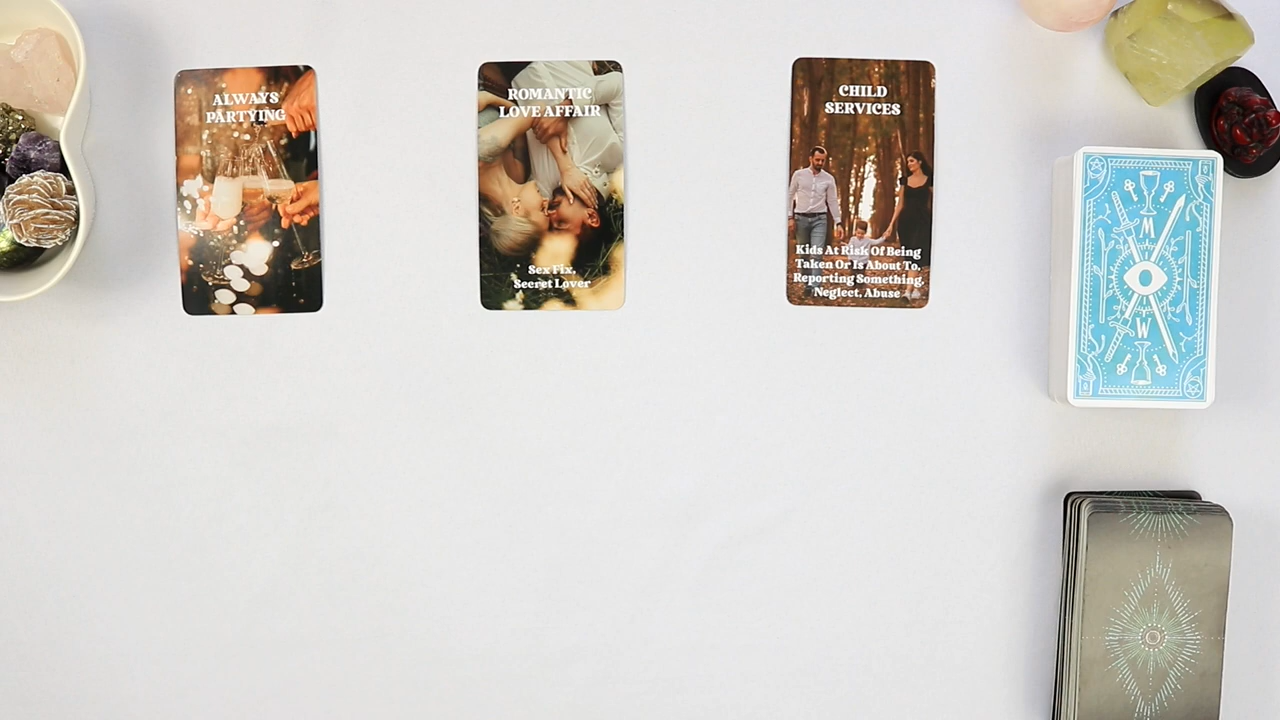 ALWAYS
PARTYING
ROMANTIC
LOVE AFFAIR
Sex Fix,
Secret Lover
CHILD
SERVICES
Kids At Risk Of Being
Taken Or Is About To,
Reporting Something.
Neglect, Abuse
M
W